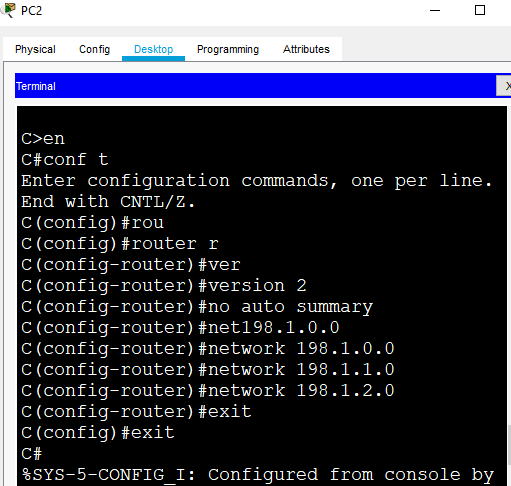 PC2
Physical Config Desktop Programming Attributes
Terminal X
C>en
C#conf t
Enter configuration commands, one per line.
End with CNTL/Z.
C(config)#rou
C(config)#router r
C(config-router)#ver
C(config-router)#version 2
C(config-router)#no auto summary
C(config-router)#net198.1.0.0
C(config-router)#network 198.1.0.0
C(config-router)#network 198.1.1.0
C(config-router)#network 198.1.2.0
C(config-router)#exit
C(config)#exit
C#
%SYS-5-CONFIG_I: Configured from console by